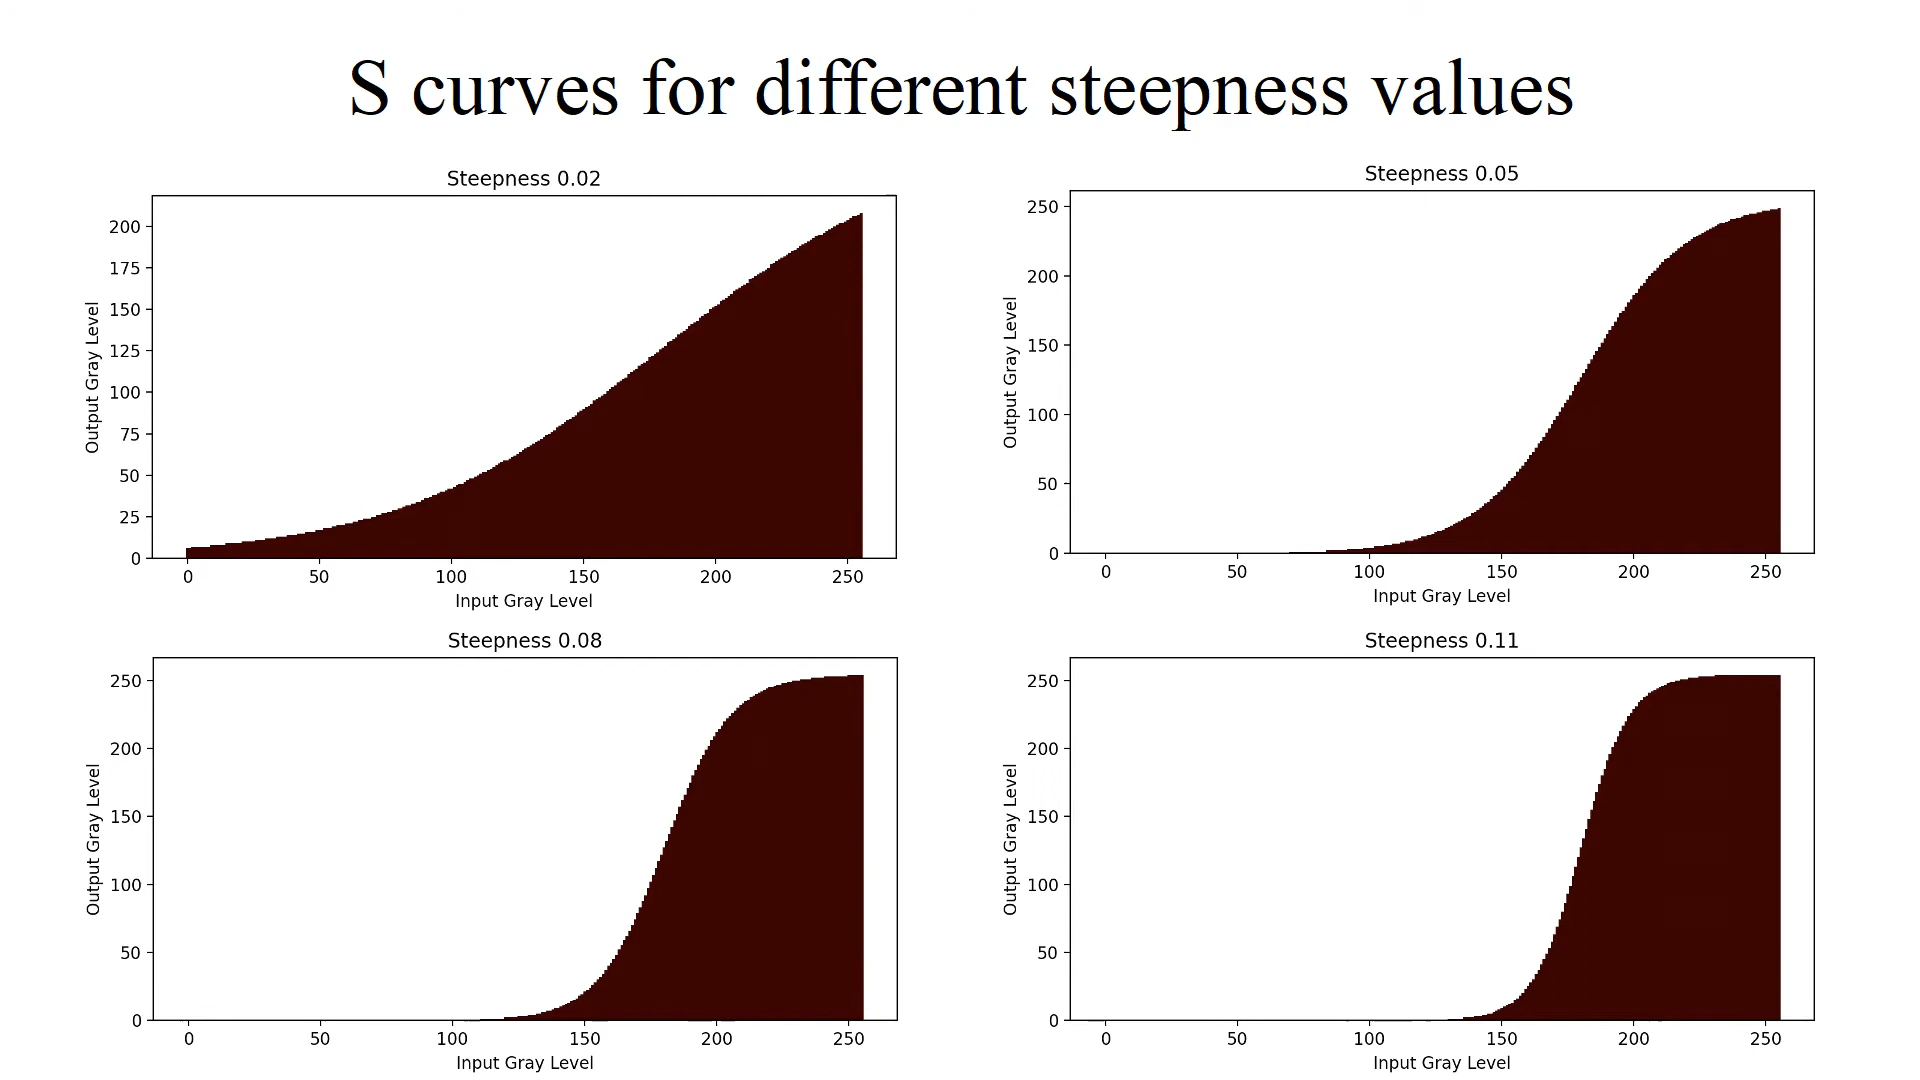 S curves for different steepness values
Steepness 0.02
Output Gray Level
200
175
150
125
100
75
50
25
0
0 50 100 150 200 250
Input Gray Level
Steepness 0.05
Output Gray Level
250
200
150
100
50
0
0 50 100 150 200 250
Input Gray Level
Steepness 0.08
Output Gray Level
250
200
150
100
50
0
0 50 100 150 200 250
Input Gray Level
Steepness 0.11
Output Gray Level
250
200
150
100
50
0
0 50 100 150 200 250
Input Gray Level